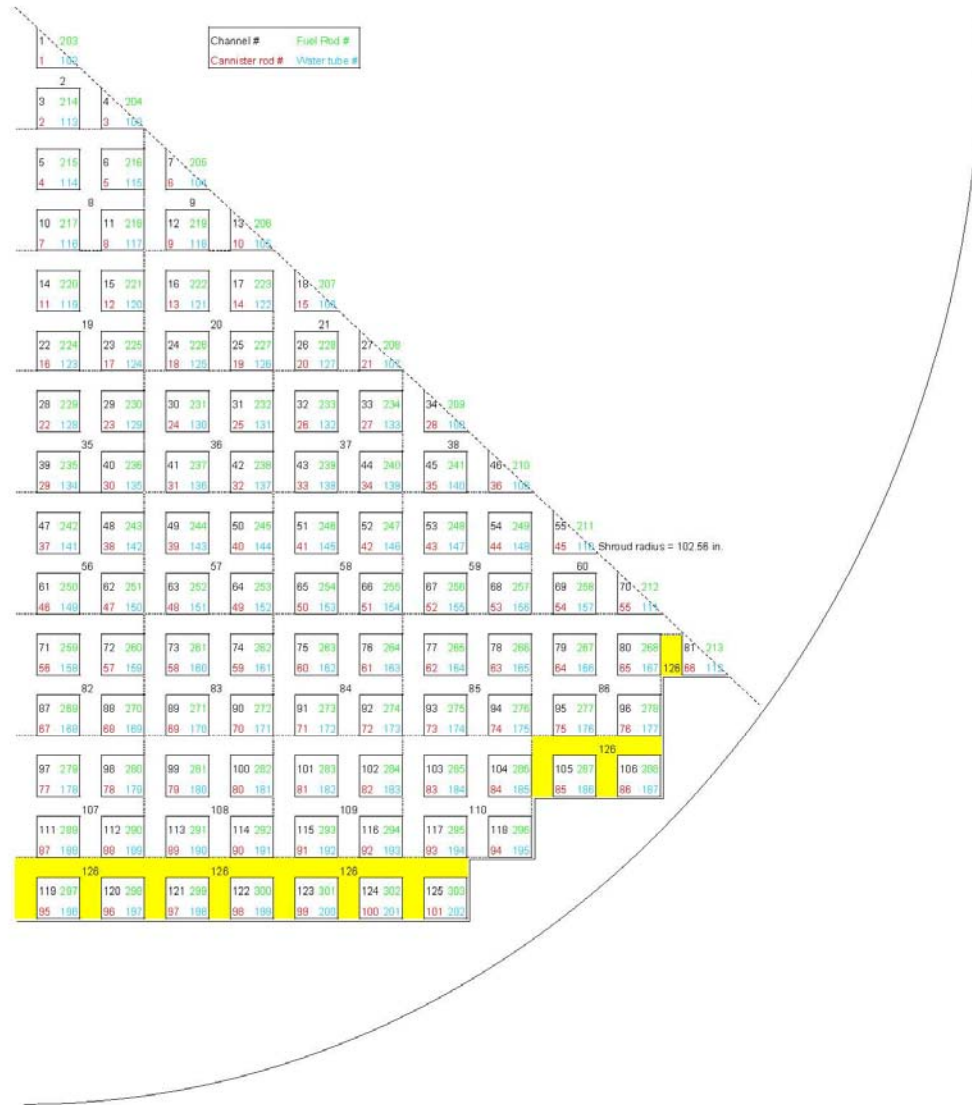 Channel # Fuel Rod #
Cannister rod # Water tube #
1 203
1 102
2
3 214 4 204
2 113 3 103
5 215 6 216 7 205
4 114 5 115 6 104
8 9
10 217 11 218 12 219 13 206
7 116 8 117 9 118 10 105
14 220 15 221 16 222 17 223 18 207
11 119 12 120 13 121 14 122 15 106
19 20 21
22 224 23 225 24 226 25 227 26 228 27 208
16 123 17 124 18 125 19 126 20 127 21 107
28 229 29 230 30 231 31 232 32 233 33 234 34 209
22 128 23 129 24 130 25 131 26 132 27 133 28 108
35 36 37 38
39 235 40 236 41 237 42 238 43 239 44 240 45 241 46 210
29 134 30 135 31 136 32 137 33 138 34 139 35 140 36 109
47 242 48 243 49 244 50 245 51 246 52 247 53 248 54 249 55 211
37 141 38 142 39 143 40 144 41 145 42 146 43 147 44 148 45 110 Shroud radius = 102.56 in.
56 57 58 59 60
61 250 62 251 63 252 64 253 65 254 66 255 67 256 68 257 69 258 70 212
46 149 47 150 48 151 49 152 50 153 51 154 52 155 53 156 54 157 55 111
71 259 72 260 73 261 74 262 75 263 76 264 77 265 78 266 79 267 80 268 81 213
56 158 57 159 58 160 59 161 60 162 61 163 62 164 63 165 64 166 65 167 126 66 112
82 83 84 85 86
87 269 88 270 89 271 90 272 91 273 92 274 93 275 94 276 95 277 96 278
67 168 68 169 69 170 70 171 71 172 72 173 73 174 74 175 75 176 76 177
126
97 279 98 280 99 281 100 282 101 283 102 284 103 285 104 286 105 287 106 288
77 178 78 179 79 180 80 181 81 182 82 183 83 184 84 185 85 186 86 187
107 108 109 110
111 289 112 290 113 291 114 292 115 293 116 294 117 295 118 296
87 188 88 189 89 190 90 191 91 192 92 193 93 194 94 195
126 126 126
119 297 120 298 121 299 122 300 123 301 124 302 125 303
95 196 96 197 97 198 98 199 99 200 100 201 101 202